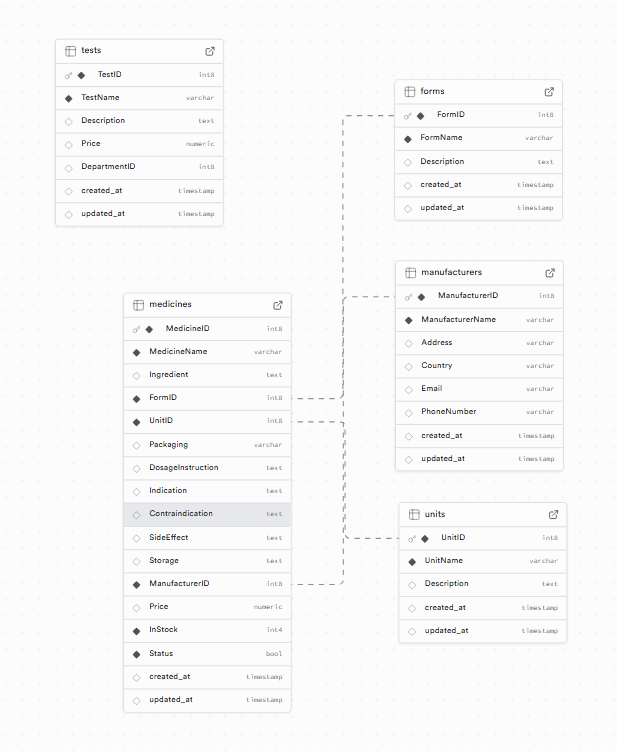 tests
TestID int8
TestName varchar
Description text
Price numeric
DepartmentID int8
created_at timestamp
updated_at timestamp
forms
FormID int8
FormName varchar
Description text
created_at timestamp
updated_at timestamp
manufacturers
ManufacturerID int8
ManufacturerName varchar
Address varchar
Country varchar
Email varchar
PhoneNumber varchar
created_at timestamp
updated_at timestamp
medicines
MedicineID int8
MedicineName varchar
Ingredient text
FormID int8
UnitID int8
Packaging varchar
DosageInstruction text
Indication text
Contraindication text
SideEffect text
Storage text
ManufacturerID int8
Price numeric
InStock int4
Status bool
created_at timestamp
updated_at timestamp
units
UnitID int8
UnitName varchar
Description text
created_at timestamp
updated_at timestamp